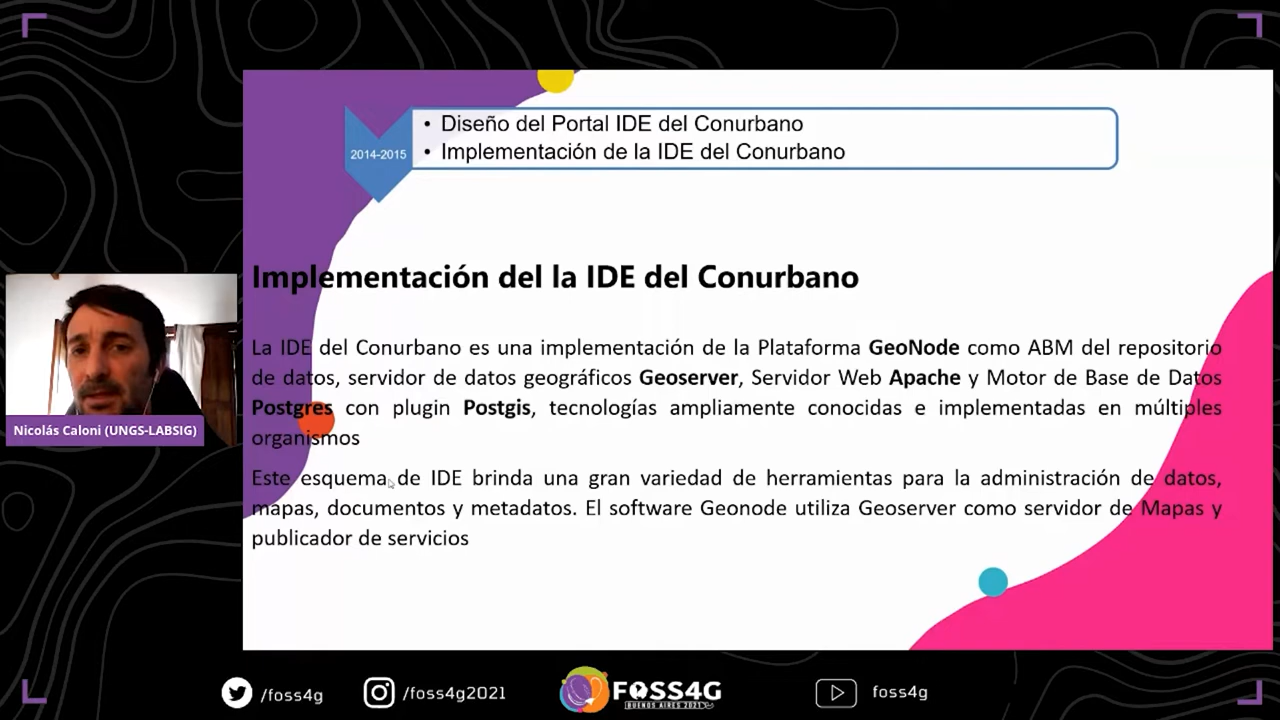 2014-2015
• Diseño del Portal IDE del Conurbano
• Implementación de la IDE del Conurbano
Implementación del la IDE del Conurbano
La IDE del Conurbano es una implementación de la Plataforma GeoNode como ABM del repositorio
de datos, servidor de datos geográficos Geoserver, Servidor Web Apache y Motor de Base de Datos
Postgres con plugin Postgis, tecnologías ampliamente conocidas e implementadas en múltiples
organismos
Este esquema de IDE brinda una gran variedad de herramientas para la administración de datos,
mapas, documentos y metadatos. El software Geonode utiliza Geoserver como servidor de Mapas y
publicador de servicios
Nicolás Caloni (UNGS-LABSIG)
/foss4g
/foss4g2021
FOSS4G
BUENOS AIRES 2021
foss4g